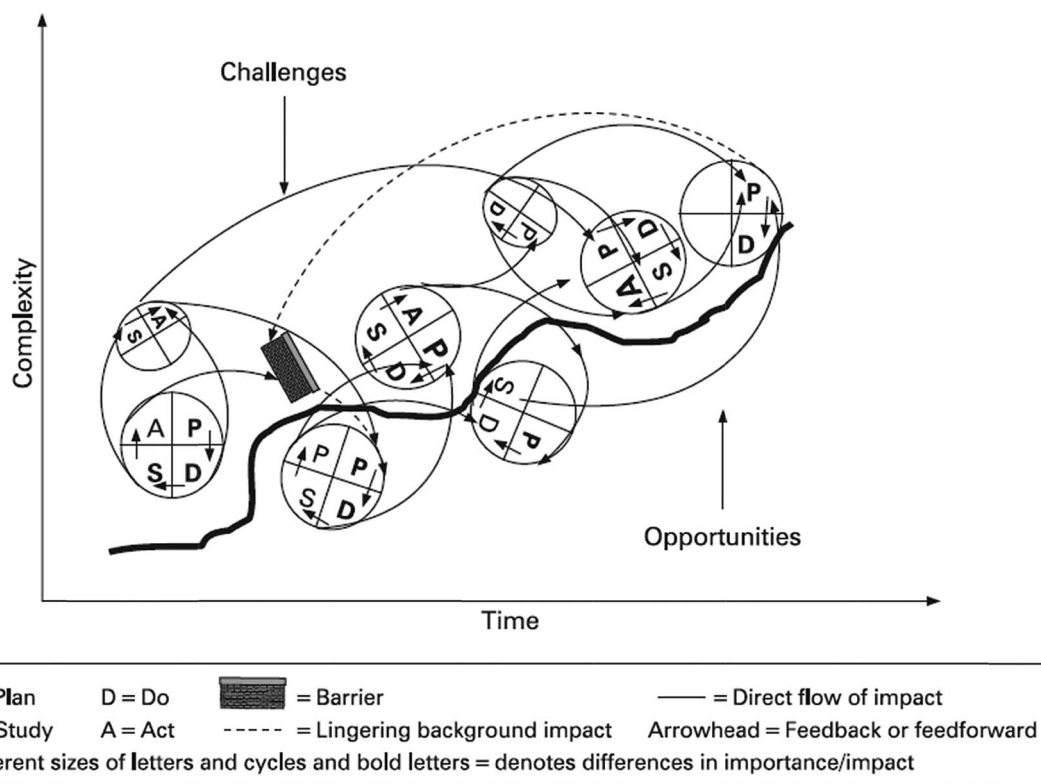 Challenges
Complexity
A
S
A
P
S
D
P
P
S
D
S
A
D
P
S
D
P
D
P
P
D
A
S
P
D
Opportunities
Time
Plan D = Do = Barrier = Direct flow of impact
Study A = Act = Lingering background impact Arrowhead = Feedback or feedforward
erent sizes of letters and cycles and bold letters = denotes differences in importance/impact